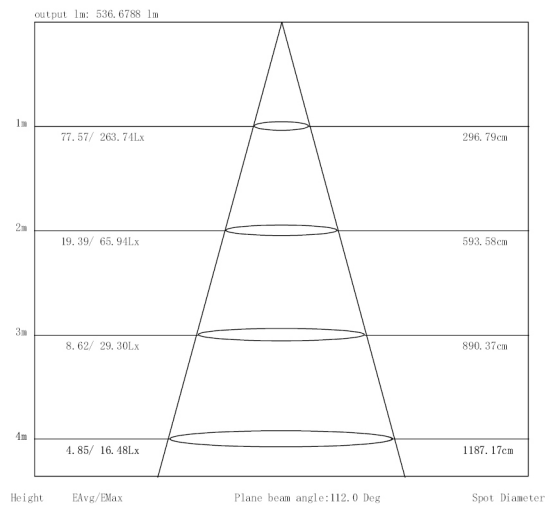 output lm: 536.6788 lm
1m
77.57/ 263.74Lx 296.79cm
2m
19.39/ 65.94Lx 593.58cm
3m
8.62/ 29.30Lx 890.37cm
4m
4.85/ 16.48Lx 1187.17cm
Height EAvg/EMax Plane beam angle:112.0 Deg Spot Diameter